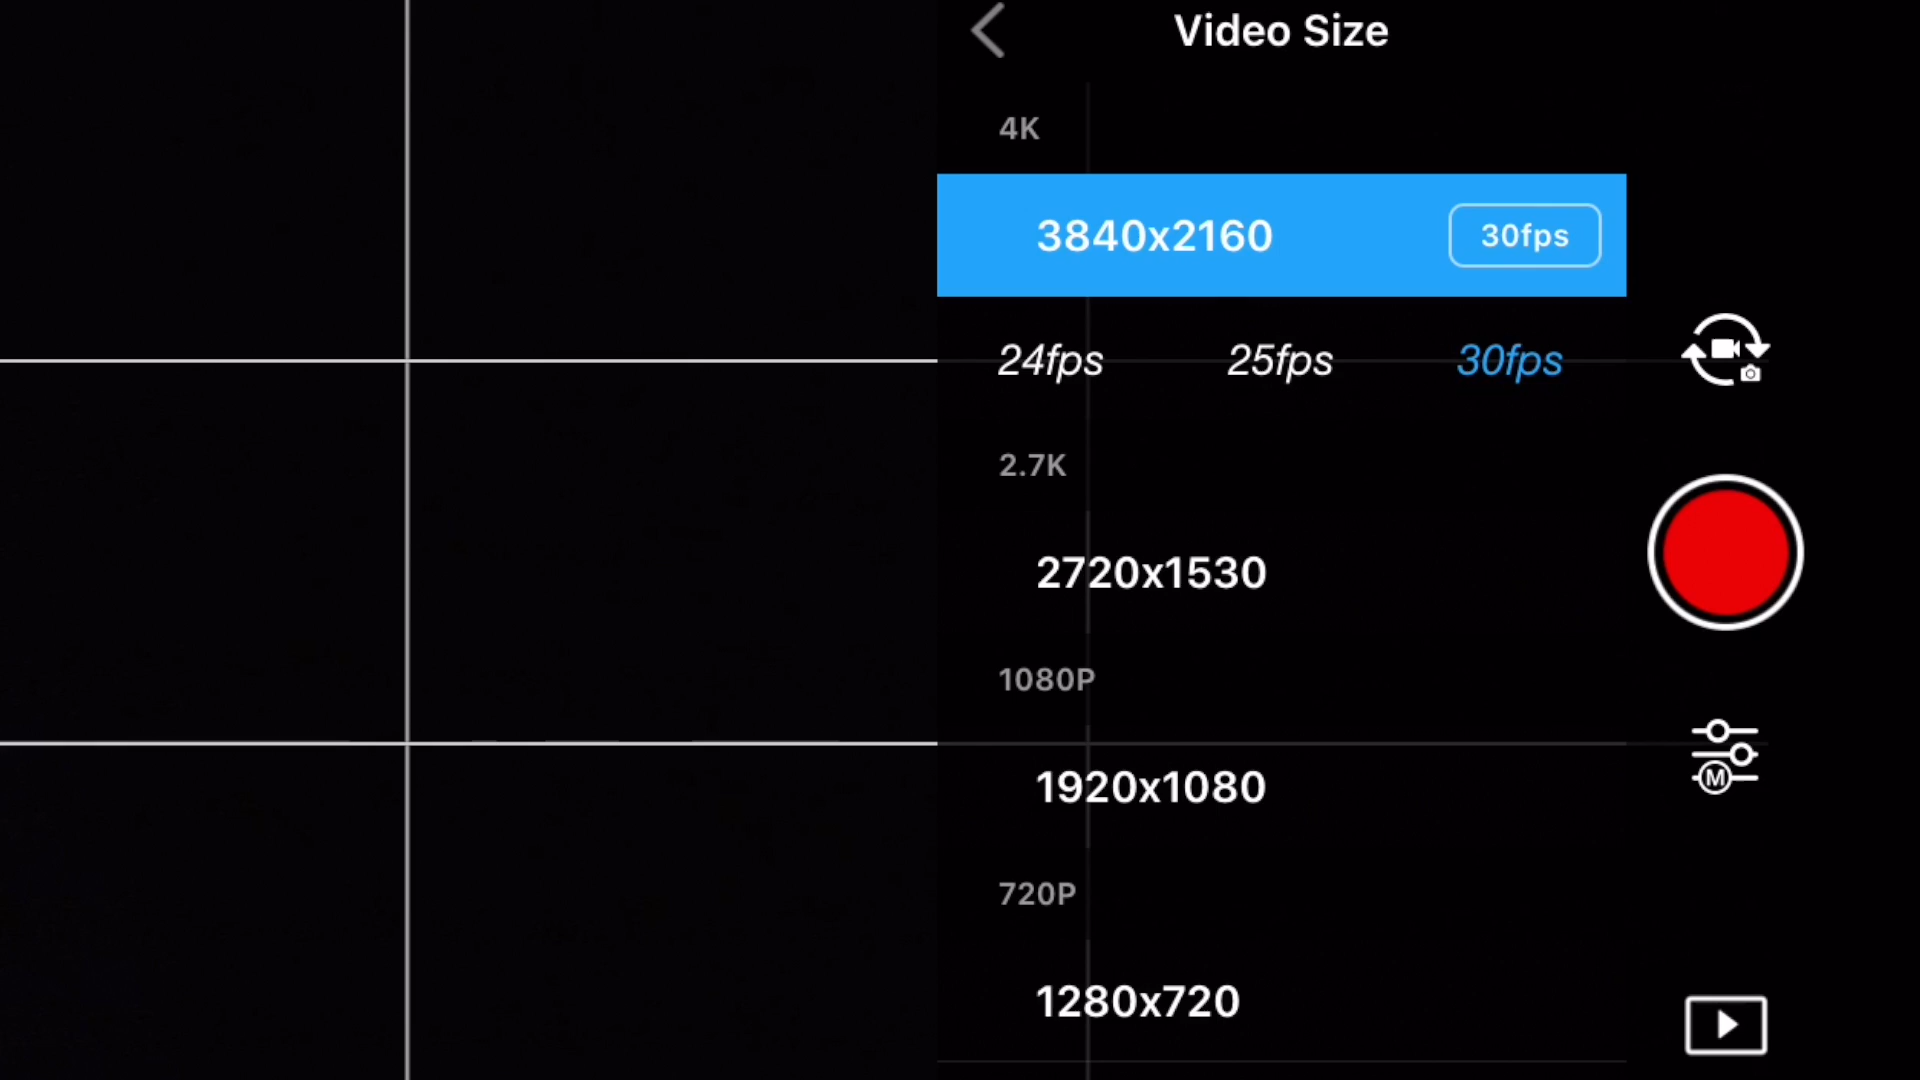 Video Size
4K
3840x2160 30fps
24fps 25fps 30fps
2.7K
2720x1530
1080P
1920x1080
M
720P
1280x720